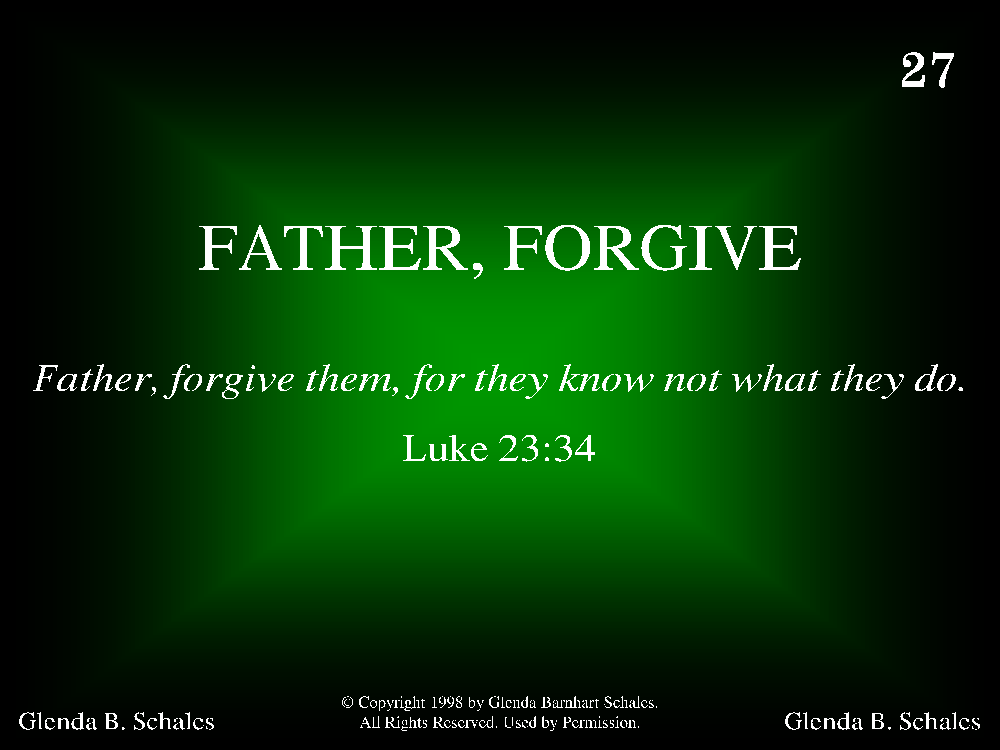 27
FATHER, FORGIVE
Father, forgive them, for they know not what they do.
Luke 23:34
© Copyright 1998 by Glenda Barnhart Schales.
All Rights Reserved. Used by Permission.
Glenda B. Schales
Glenda B. Schales